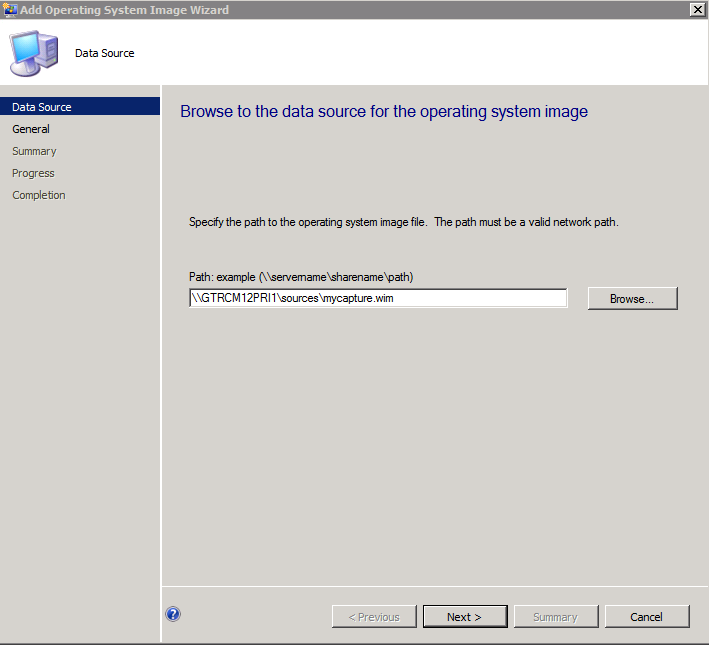 Add Operating System Image Wizard
Data Source
Data Source
General
Summary
Progress
Completion
Browse to the data source for the operating system image
Specify the path to the operating system image file.  The path must be a valid network path.
Path: example (\\servername\sharename\path)
\\GTRCM12PRI1\sources\mycapture.wim
Browse...
< Previous
Next >
Summary
Cancel